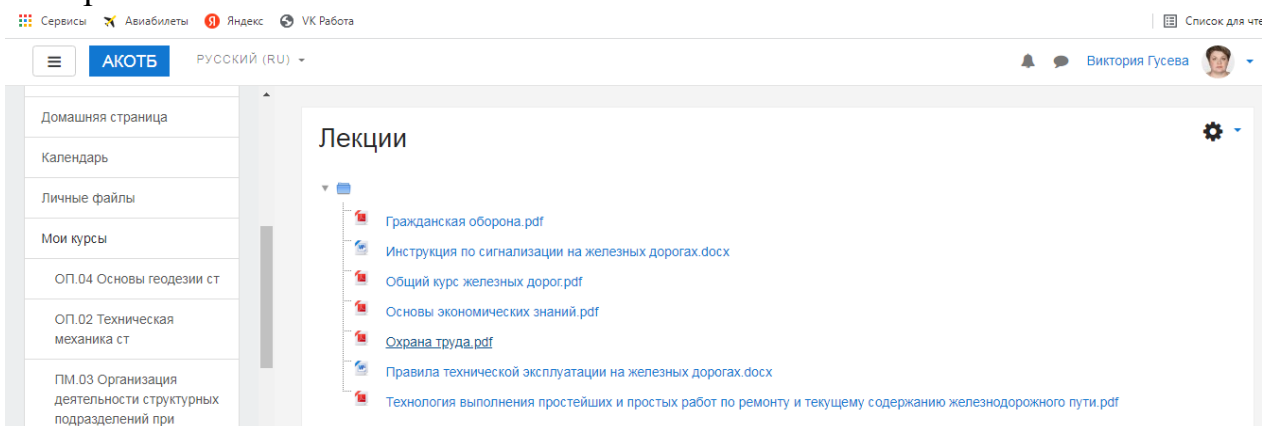 Сервисы Авиабилеты Яндекс VK Работа Список для чте
АКОТБ РУССКИЙ (RU) Виктория Гусева
Домашняя страница
Календарь
Личные файлы
Мои курсы
ОП.04 Основы геодезии ст
ОП.02 Техническая
механика ст
ПМ.03 Организация
деятельности структурных
подразделений при
Лекции
Гражданская оборона.pdf
Инструкция по сигнализации на железных дорогах.docx
Общий курс железных дорог.pdf
Основы экономических знаний.pdf
Охрана труда.pdf
Правила технической эксплуатации на железных дорогах.docx
Технология выполнения простейших и простых работ по ремонту и текущему содержанию железнодорожного пути.pdf